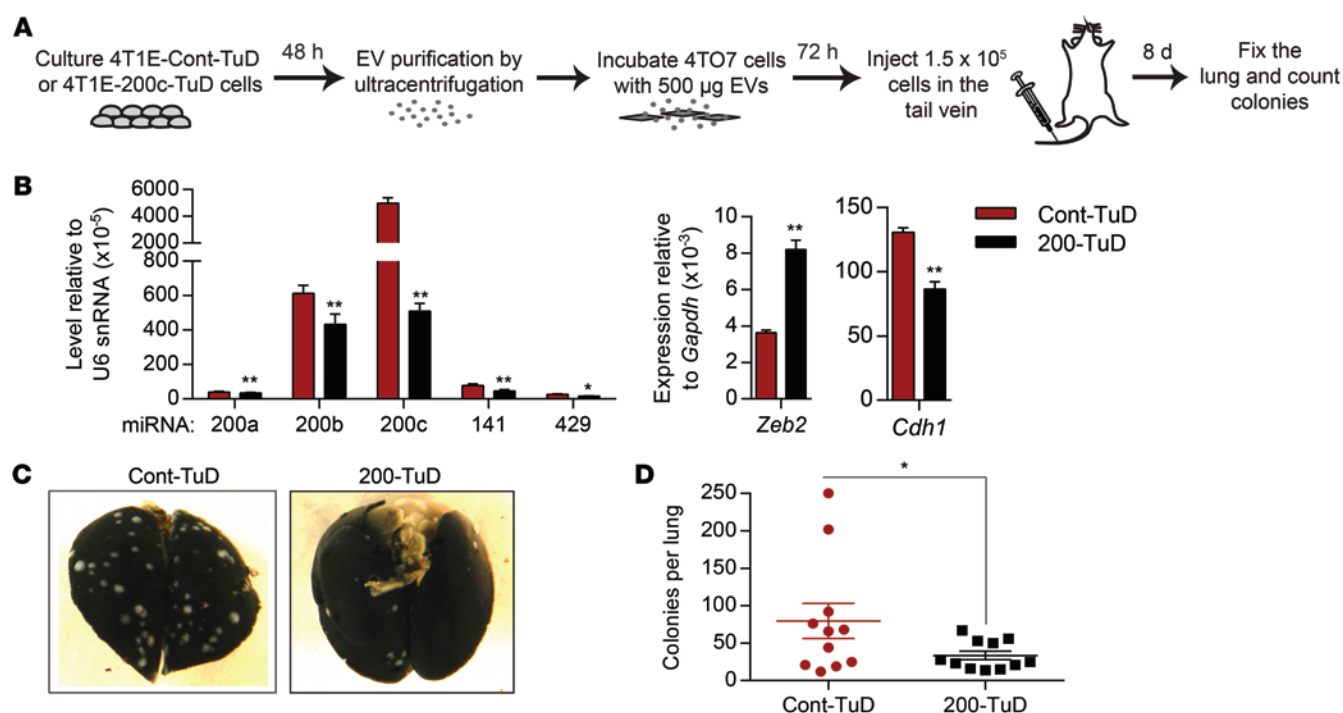 A
Culture 4T1E-Cont-TuD
or 4T1E-200c-TuD cells
48 h
EV purification by
ultracentrifugation
Incubate 4TO7 cells
with 500 µg EVs
72 h
Inject 1.5 x 10⁵
cells in the
tail vein
8 d
Fix the
lung and count
colonies
B
Level relative to
U6 snRNA (x10⁻⁵)
6000
4000
2000
800
600
400
200
0
** ** ** ** *
miRNA: 200a 200b 200c 141 429
Expression relative
to Gapdh (x10⁻³)
8
6
4
2
0
**
Zeb2
150
100
50
0
**
Cdh1
Cont-TuD
200-TuD
C
Cont-TuD
200-TuD
D
Colonies per lung
250
200
150
100
50
0
*
Cont-TuD 200-TuD